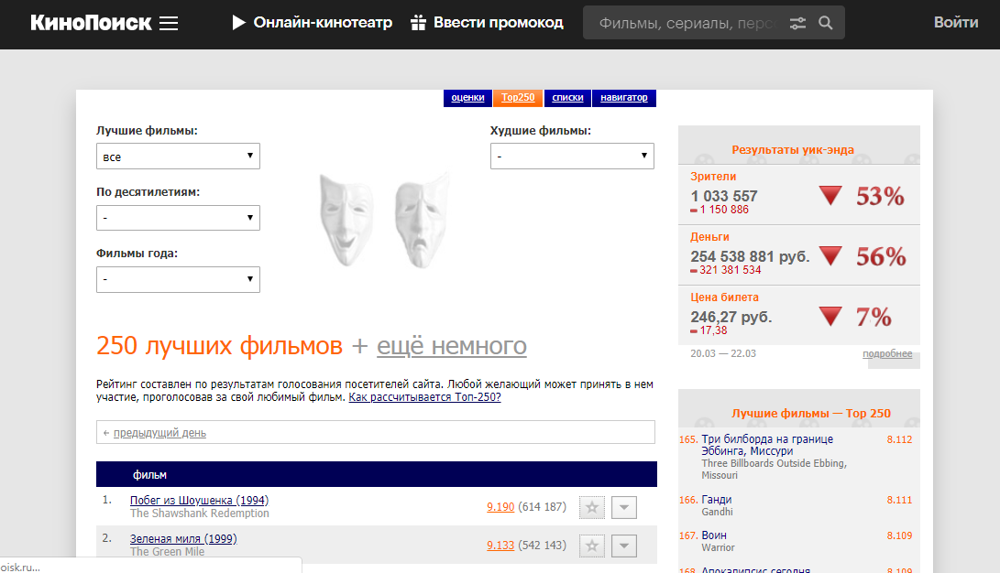 КиноПоиск
Онлайн-кинотеатр
Ввести промокод
Фильмы, сериалы, перс
Войти
оценки
Top250
списки
навигатор
Лучшие фильмы:
все
По десятилетиям:
-
Фильмы года:
-
Худшие фильмы:
-
250 лучших фильмов + ещё немного
Рейтинг составлен по результатам голосования посетителей сайта. Любой желающий может принять в нем
участие, проголосовав за свой любимый фильм. Как рассчитывается Топ-250?
← предыдущий день
фильм
1. Побег из Шоушенка (1994) 9.190 (614 187)
The Shawshank Redemption
2. Зеленая миля (1999) 9.133 (542 143)
The Green Mile
oisk.ru...
Результаты уик-энда
Зрители
1 033 557 53%
1 150 886
Деньги
254 538 881 руб. 56%
321 381 534
Цена билета
246,27 руб. 7%
17,38
20.03 — 22.03 подробнее
Лучшие фильмы — Top 250
165. Три билборда на границе 8.112
Эббинга, Миссури
Three Billboards Outside Ebbing,
Missouri
166. Ганди 8.111
Gandhi
167. Воин 8.109
Warrior
168. Апокалипсис сегодня 8.109